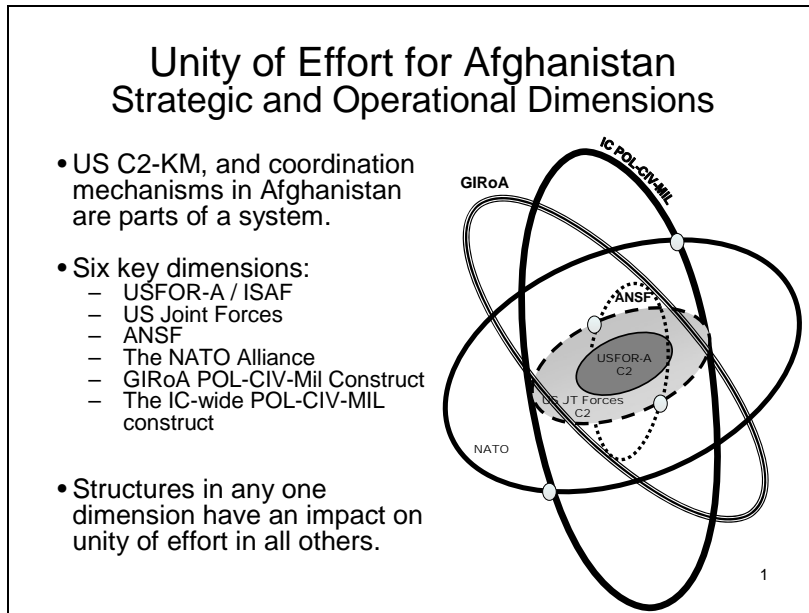 Unity of Effort for Afghanistan
Strategic and Operational Dimensions
• US C2-KM, and coordination
mechanisms in Afghanistan
are parts of a system.
• Six key dimensions:
– USFOR-A / ISAF
– US Joint Forces
– ANSF
– The NATO Alliance
– GIRoA POL-CIV-Mil Construct
– The IC-wide POL-CIV-MIL
construct
• Structures in any one
dimension have an impact on
unity of effort in all others.
IC POL-CIV-MIL
GIRoA
ANSF
USFOR-A
C2
US JT Forces
C2
NATO
1